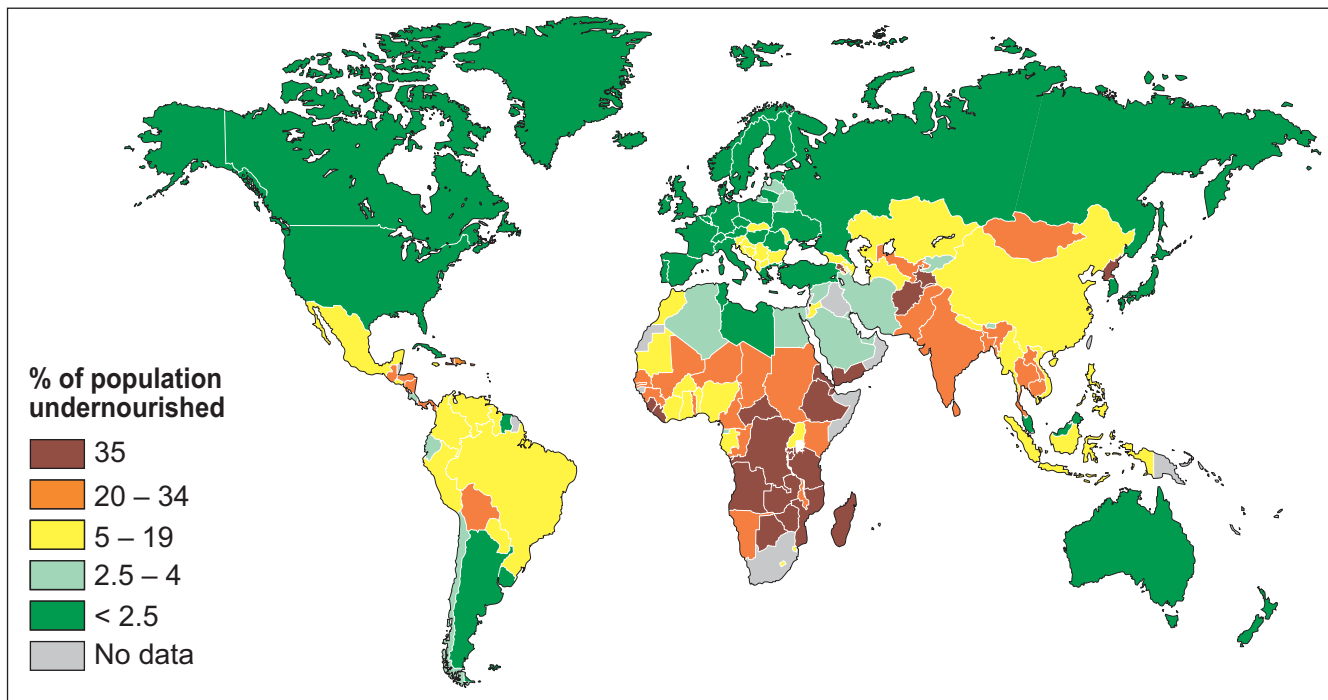 % of population
undernourished
35
20 – 34
5 – 19
2.5 – 4
< 2.5
No data